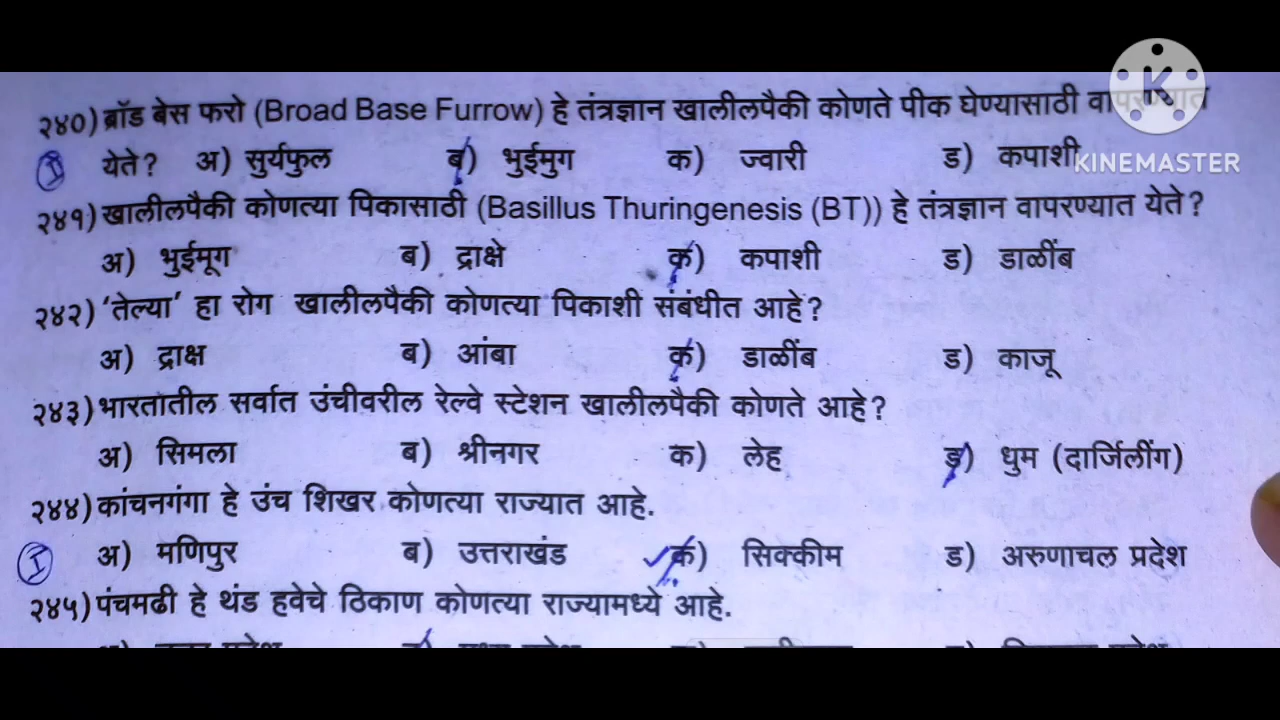 २४०) ब्रॉड बेस फरो (Broad Base Furrow) हे तंत्रज्ञान खालीलपैकी कोणते पीक घेण्यासाठी वापरण्यात
येते? अ) सुर्यफुल ब) भुईमुग क) ज्वारी ड) कपाशी
KINEMASTER
२४१) खालीलपैकी कोणत्या पिकासाठी (Basillus Thuringenesis (BT)) हे तंत्रज्ञान वापरण्यात येते?
अ) भुईमूग ब) द्राक्षे क) कपाशी ड) डाळींब
२४२) ‘तेल्या’ हा रोग खालीलपैकी कोणत्या पिकाशी संबंधीत आहे?
अ) द्राक्ष ब) आंबा क) डाळींब ड) काजू
२४३) भारतातील सर्वात उंचीवरील रेल्वे स्टेशन खालीलपैकी कोणते आहे?
अ) सिमला ब) श्रीनगर क) लेह ड) धुम (दार्जिलींग)
२४४) कांचनगंगा हे उंच शिखर कोणत्या राज्यात आहे.
I अ) मणिपुर ब) उत्तराखंड क) सिक्कीम ड) अरुणाचल प्रदेश
२४५) पंचमढी हे थंड हवेचे ठिकाण कोणत्या राज्यामध्ये आहे.